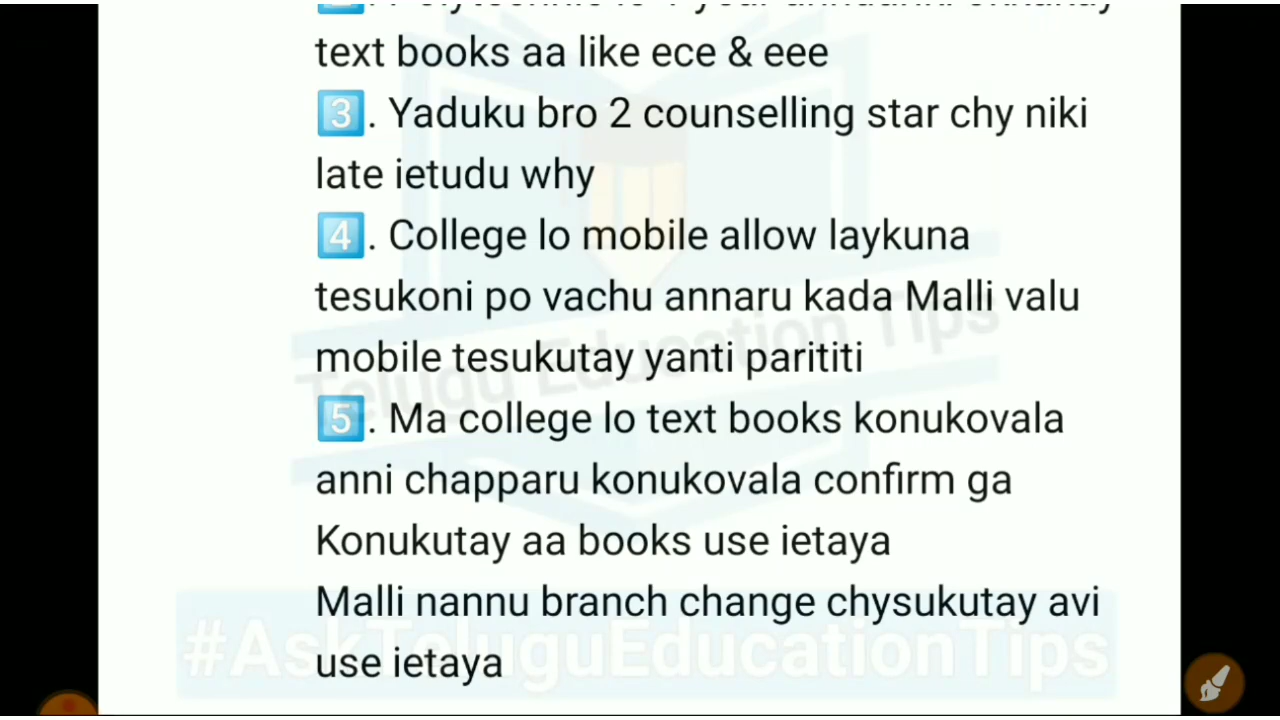 text books aa like ece & eee
3. Yaduku bro 2 counselling star chy niki
late ietudu why
4. College lo mobile allow laykuna
tesukoni po vachu annaru kada Malli valu
mobile tesukutay yanti parititi
5. Ma college lo text books konukovala
anni chapparu konukovala confirm ga
Konukutay aa books use ietaya
Malli nannu branch change chysukutay avi
use ietaya
Telugu Education Tips
#AskTeluguEducationTips